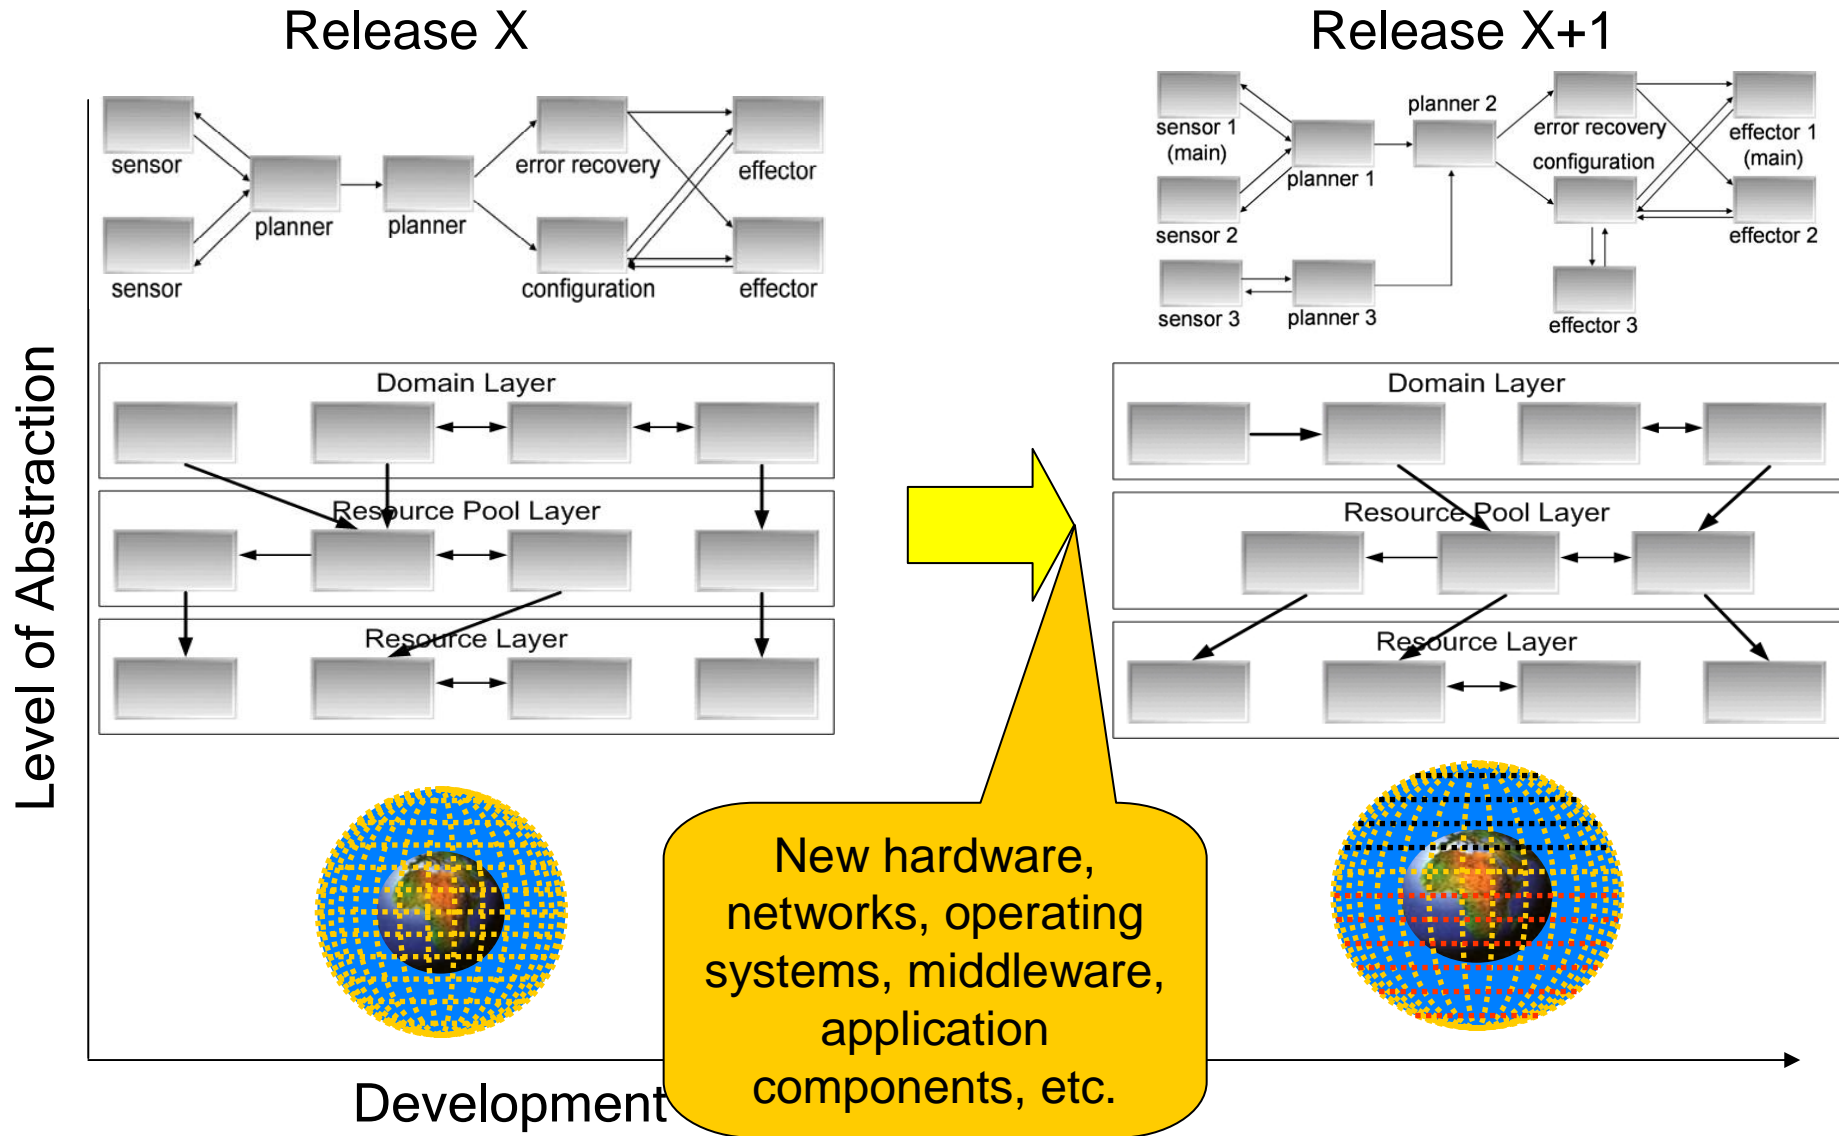 Release X
Release X+1
sensor
sensor
planner
planner
error recovery
configuration
effector
effector
sensor 1
(main)
sensor 2
sensor 3
planner 1
planner 2
planner 3
error recovery
configuration
effector 1
(main)
effector 2
effector 3
Level of Abstraction
Domain Layer
Resource Pool Layer
Resource Layer
Domain Layer
Resource Pool Layer
Resource Layer
New hardware,
networks, operating
systems, middleware,
application
components, etc.
Development